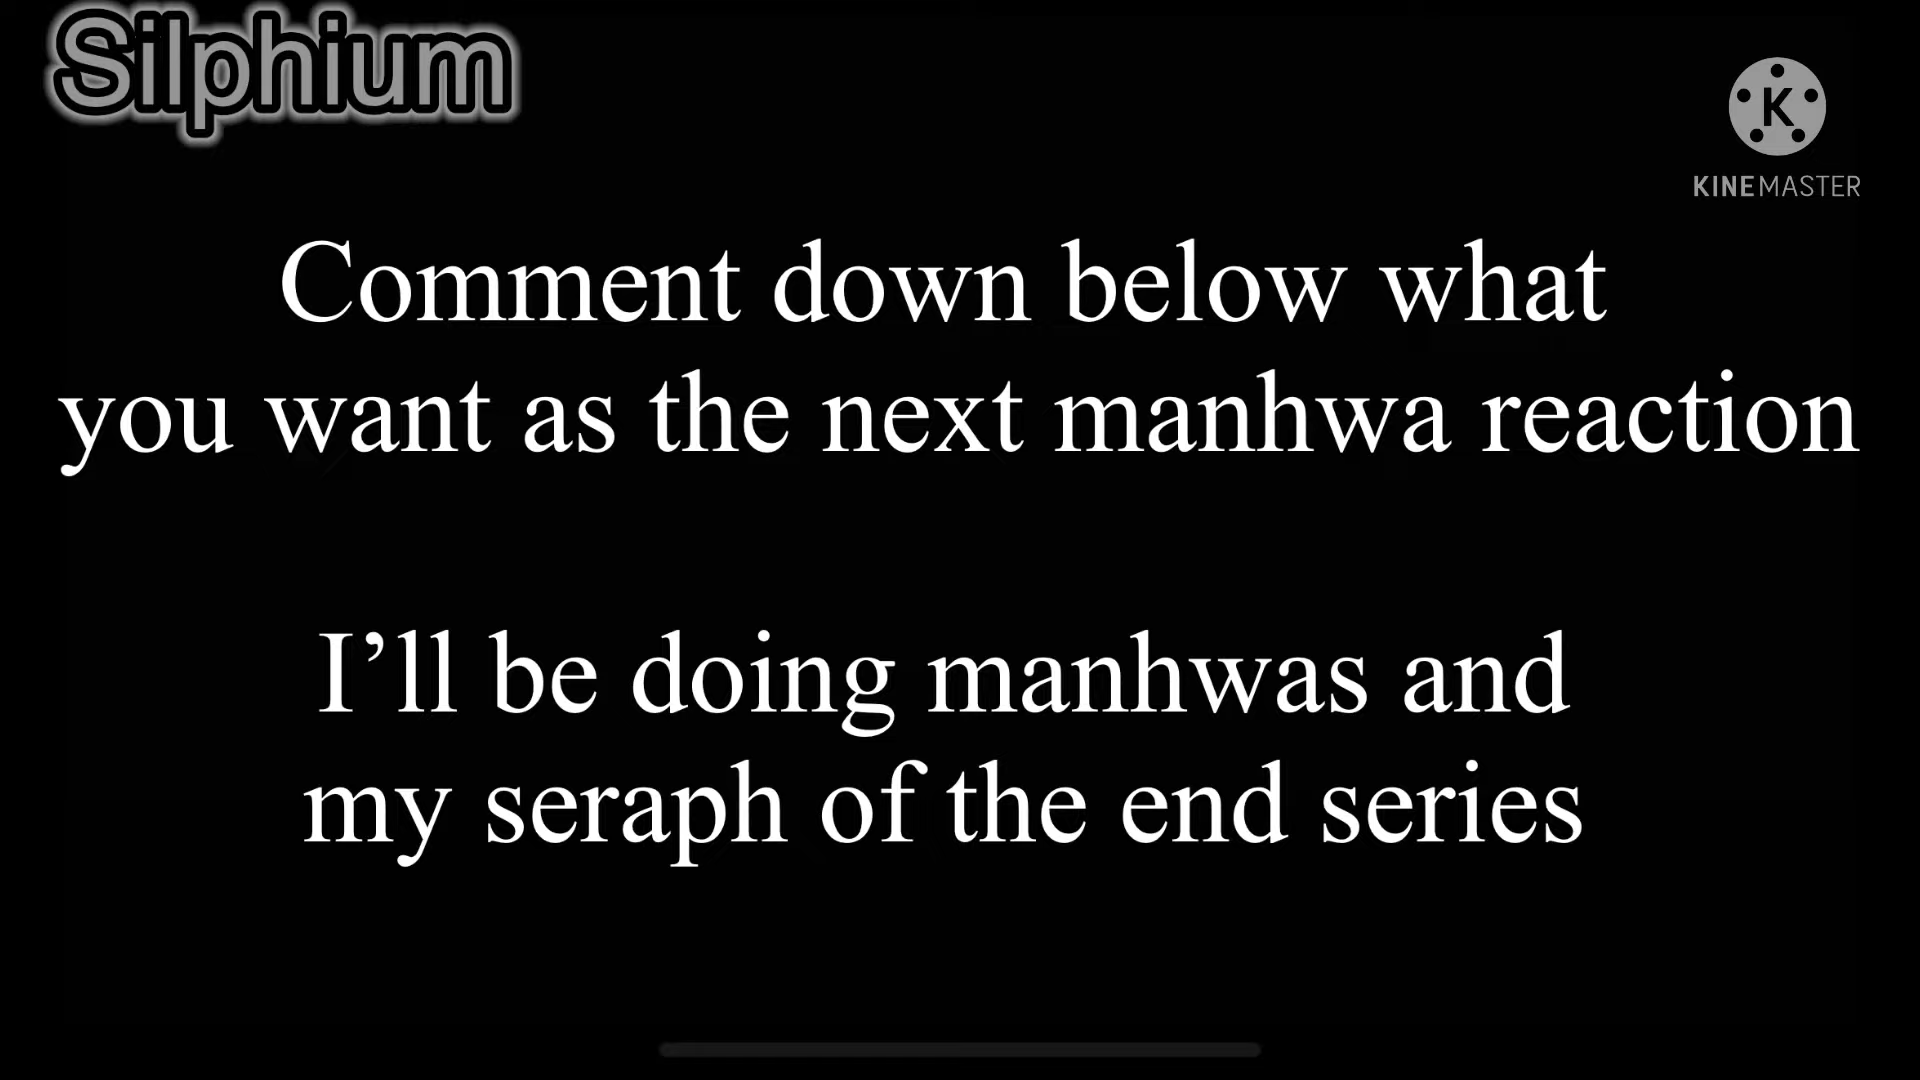 Silphium
K
KINEMASTER
Comment down below what
you want as the next manhwa reaction
I’ll be doing manhwas and
my seraph of the end series